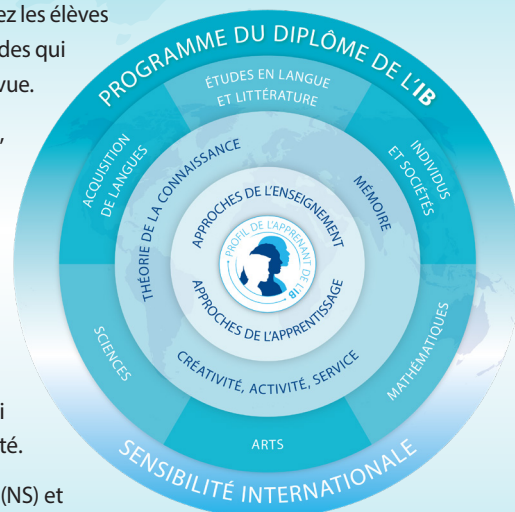 ez les élèves
des qui
vue.
,
i
té.
(NS) et
PROGRAMME DU DIPLÔME DE L'IB
ÉTUDES EN LANGUE
ET LITTÉRATURE
ACQUISITION
DE LANGUES
INDIVIDUS
ET SOCIÉTÉS
THÉORIE DE LA CONNAISSANCE
MÉMOIRE
APPROCHES DE L'ENSEIGNEMENT
PROFIL DE L'APPRENANT DE L'IB
APPROCHES DE L'APPRENTISSAGE
SCIENCES
MATHÉMATIQUES
CRÉATIVITÉ, ACTIVITÉ, SERVICE
ARTS
SENSIBILITÉ INTERNATIONALE